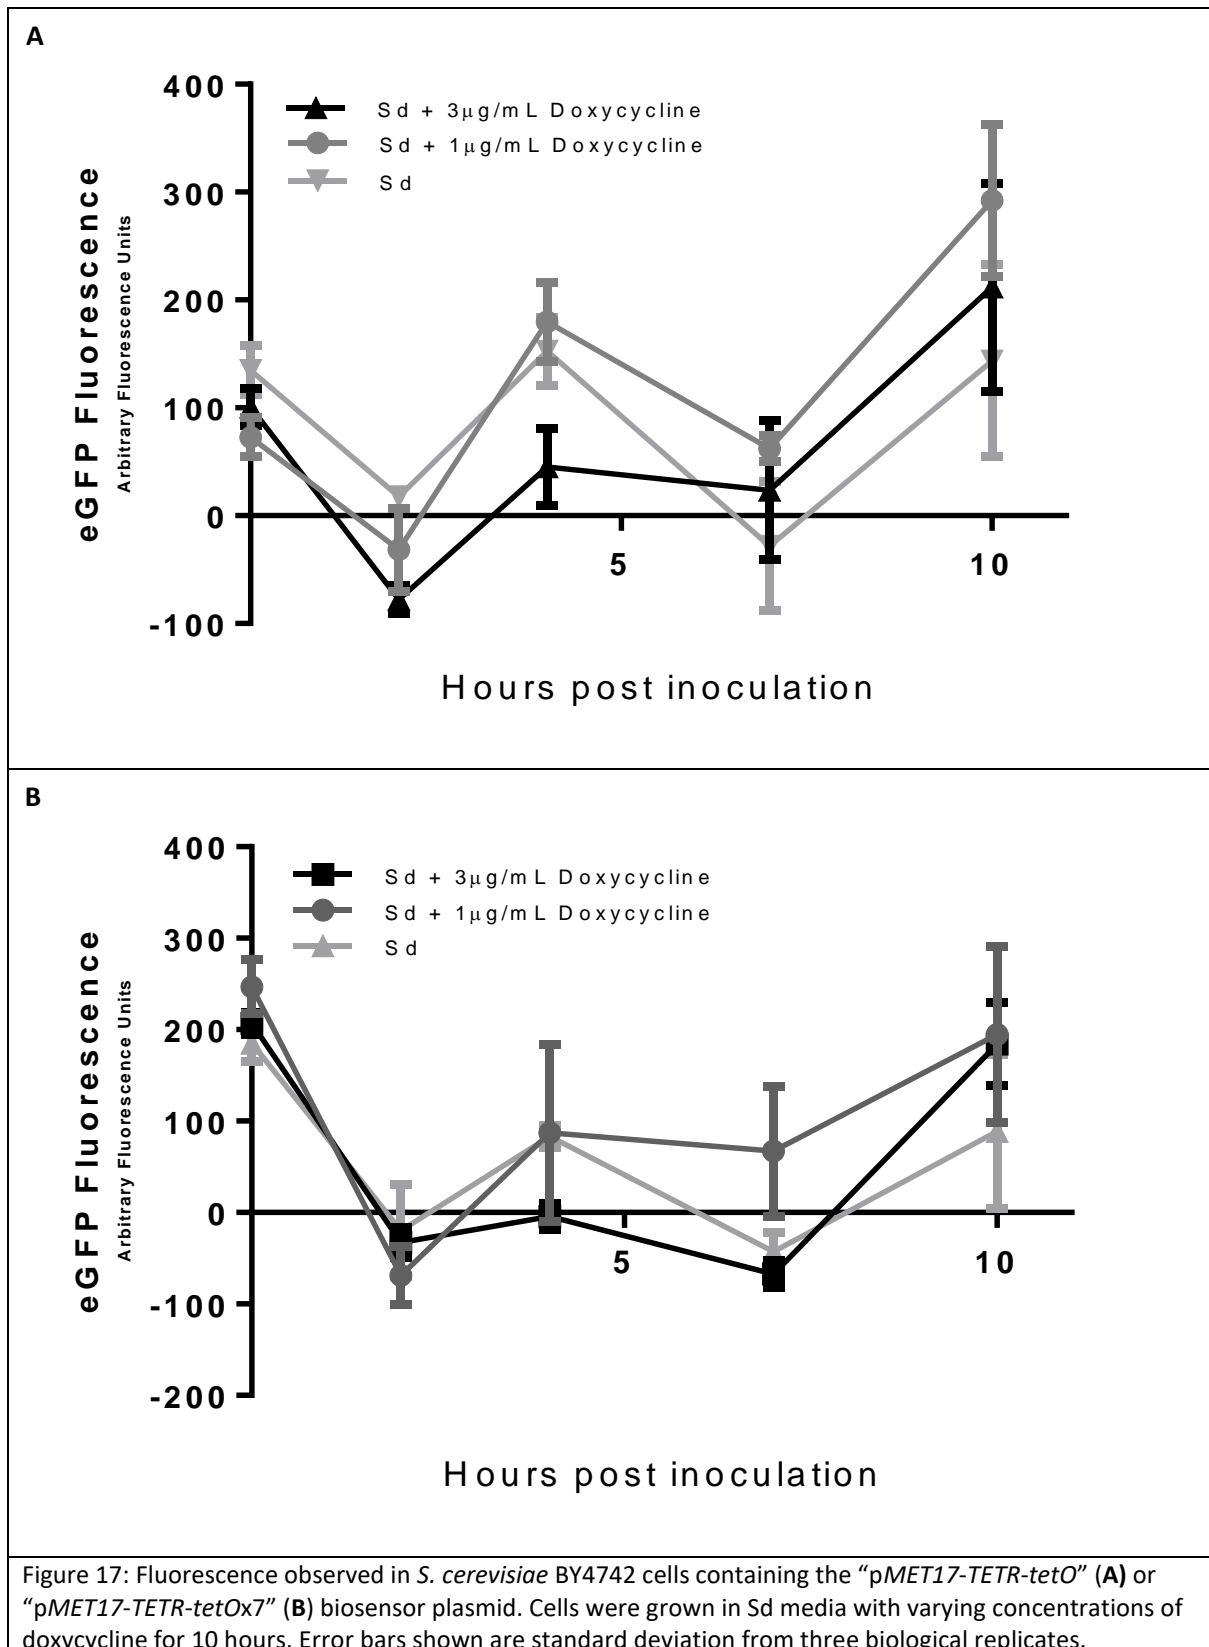 A
400
300
200
100
0
-100
5
10
eGFP Fluorescence
Arbitrary Fluorescence Units
Sd + 3µg/mL Doxycycline
Sd + 1µg/mL Doxycycline
Sd
Hours post inoculation
B
400
300
200
100
0
-100
-200
5
10
eGFP Fluorescence
Arbitrary Fluorescence Units
Sd + 3µg/mL Doxycycline
Sd + 1µg/mL Doxycycline
Sd
Hours post inoculation
Figure 17: Fluorescence observed in S. cerevisiae BY4742 cells containing the “pMET17-TETR-tetO” (A) or
“pMET17-TETR-tetOx7” (B) biosensor plasmid. Cells were grown in Sd media with varying concentrations of
doxycycline for 10 hours. Error bars shown are standard deviation from three biological replicates.